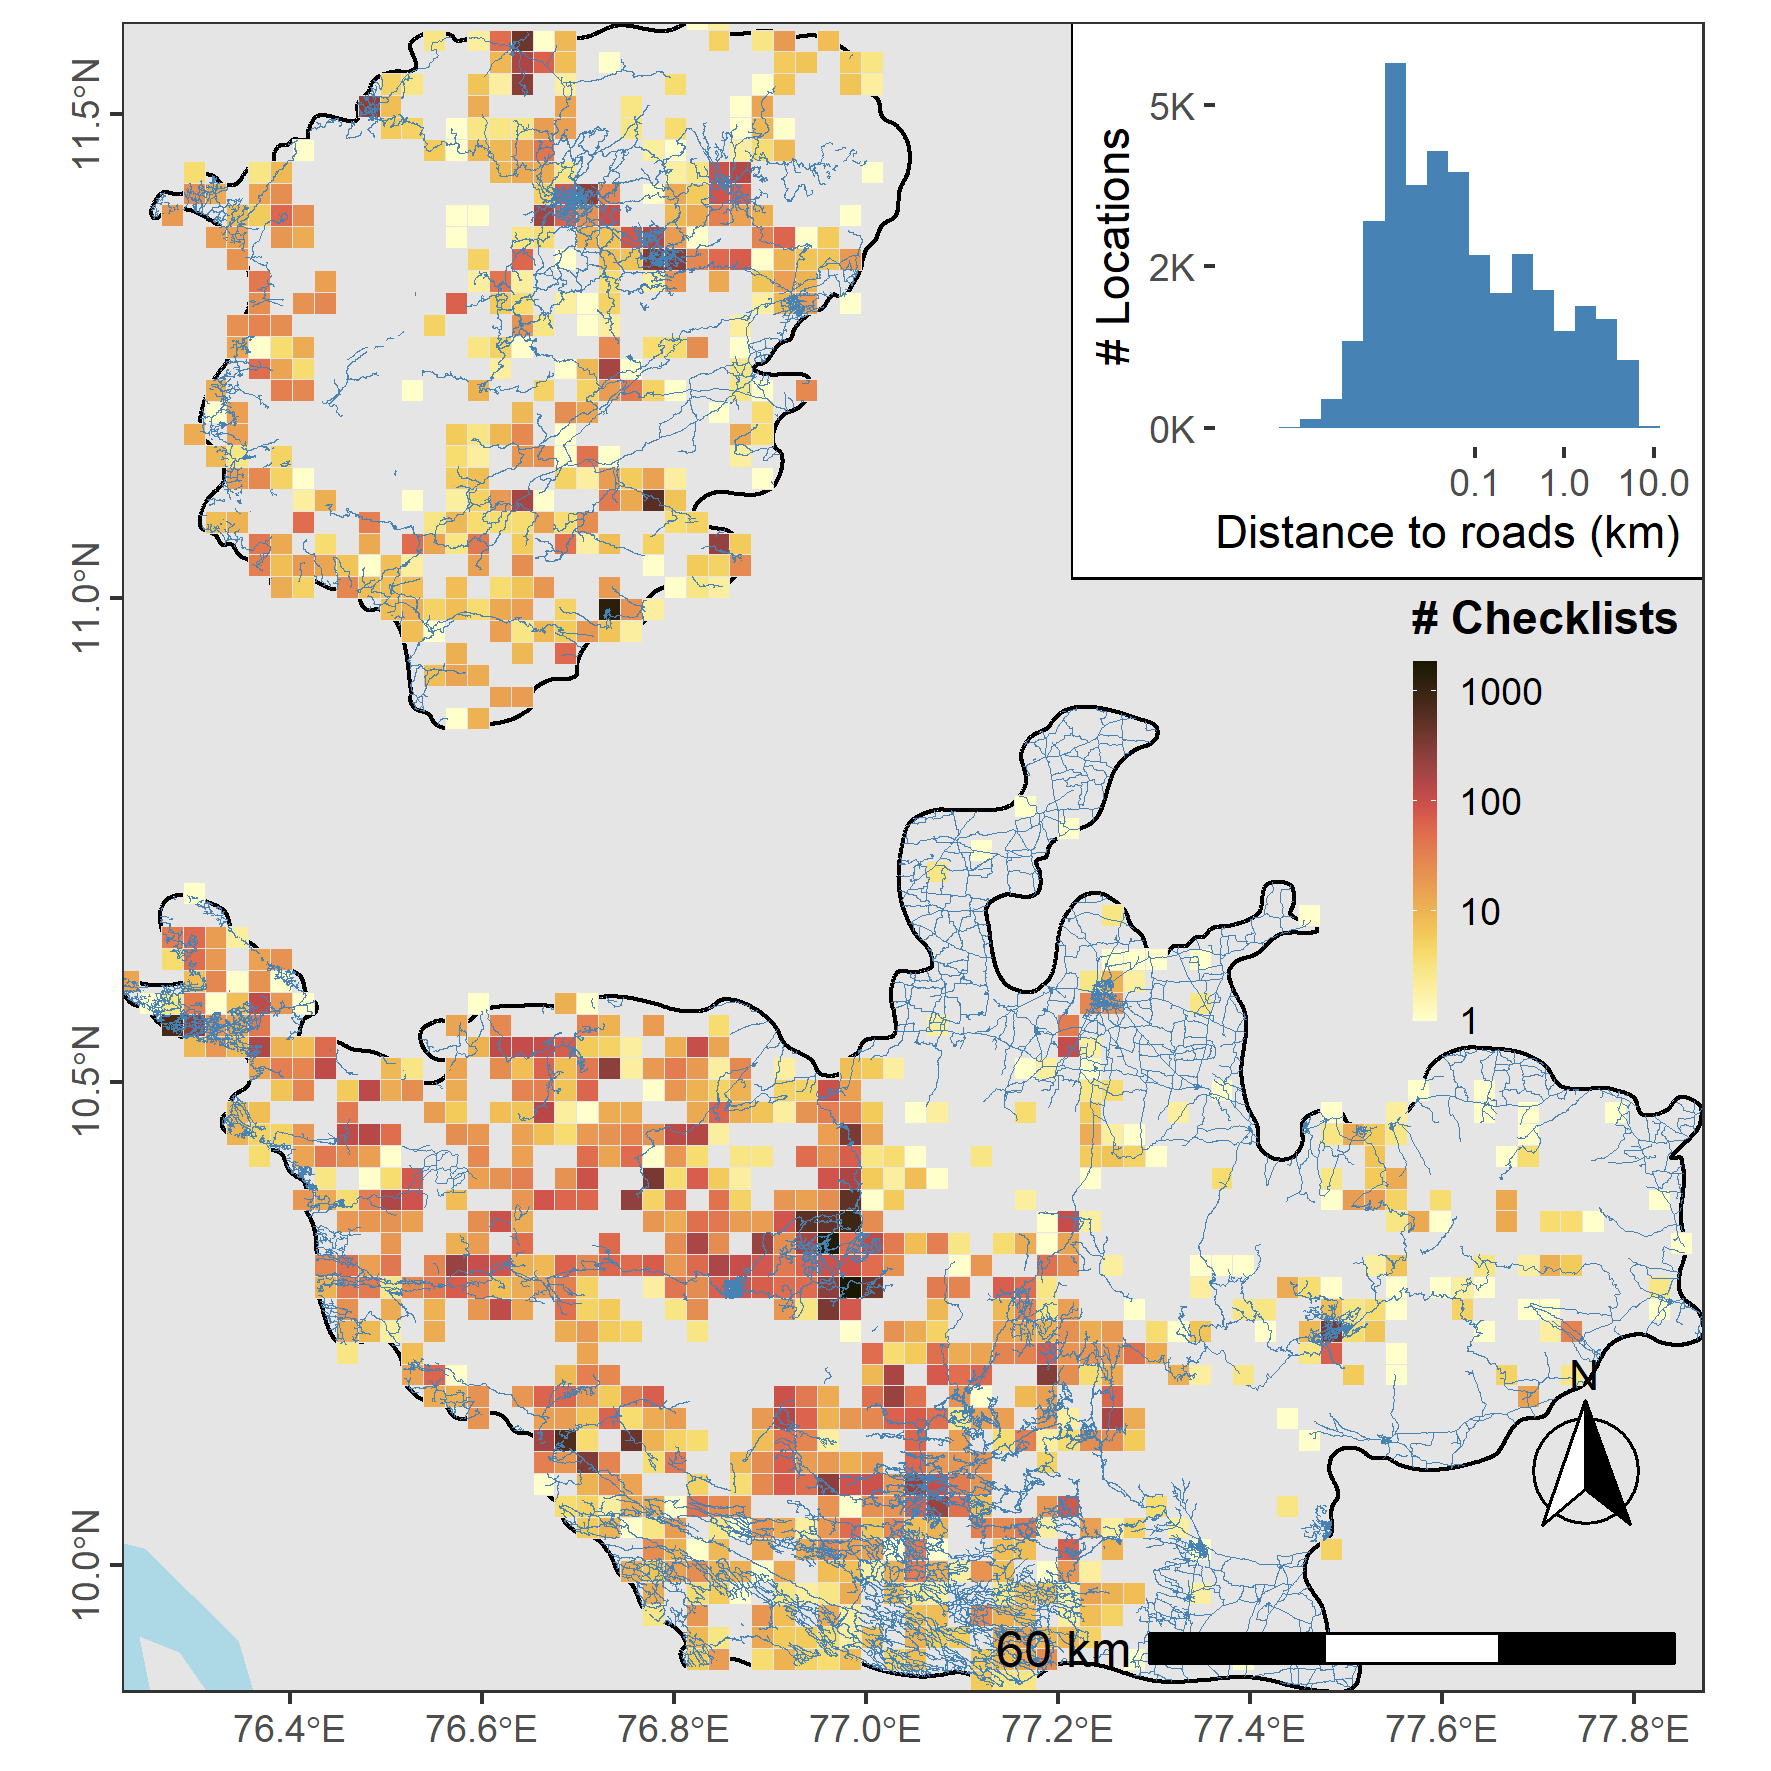 11.5°N
11.0°N
10.5°N
10.0°N
# Locations
5K
2K
0K
0.1 1.0 10.0
Distance to roads (km)
# Checklists
1000
100
10
1
N
60 km
76.4°E 76.6°E 76.8°E 77.0°E 77.2°E 77.4°E 77.6°E 77.8°E